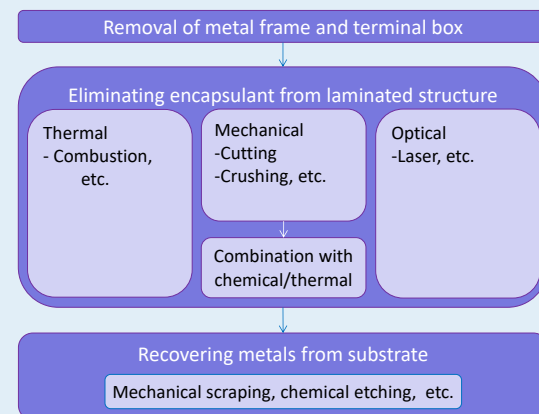 Removal of metal frame and terminal box
Eliminating encapsulant from laminated structure
Thermal
- Combustion,
etc.
Mechanical
-Cutting
-Crushing, etc.
Combination with
chemical/thermal
Optical
-Laser, etc.
Recovering metals from substrate
Mechanical scraping, chemical etching, etc.